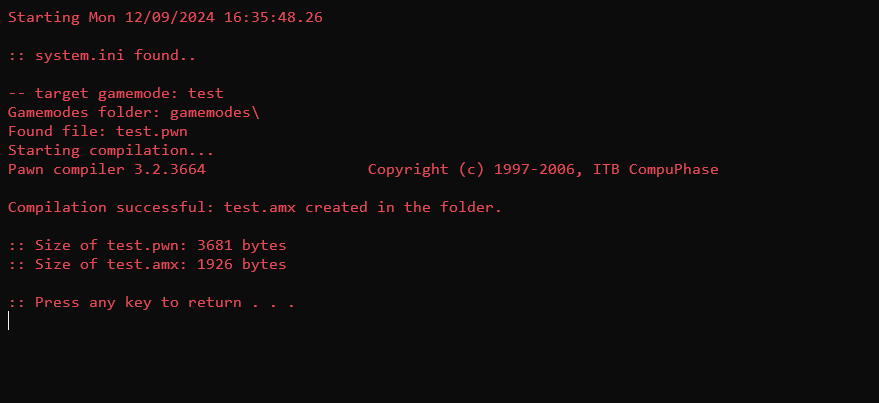 Starting Mon 12/09/2024 16:35:48.26
:: system.ini found..
-- target gamemode: test
Gamemodes folder: gamemodes\
Found file: test.pwn
Starting compilation...
Pawn compiler 3.2.3664 Copyright (c) 1997-2006, ITB CompuPhase
Compilation successful: test.amx created in the folder.
:: Size of test.pwn: 3681 bytes
:: Size of test.amx: 1926 bytes
:: Press any key to return . . .